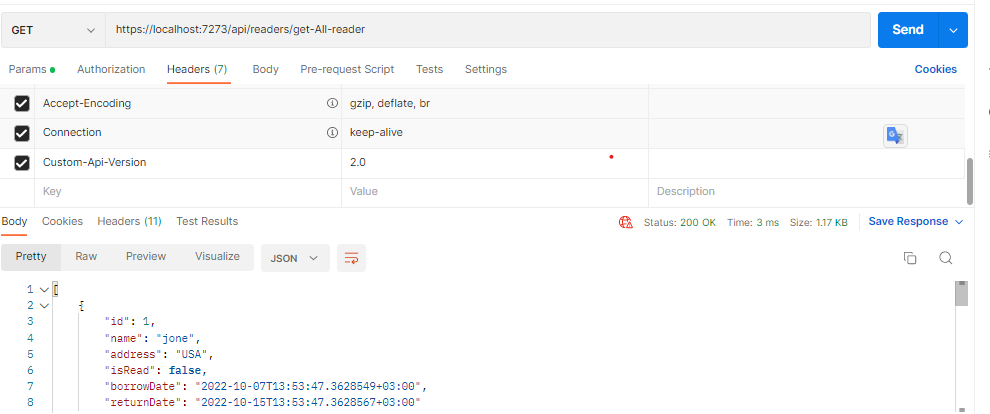 GET https://localhost:7273/api/readers/get-All-reader Send
Params Authorization Headers (7) Body Pre-request Script Tests Settings Cookies
Accept-Encoding gzip, deflate, br
Connection keep-alive
Custom-Api-Version 2.0
Key Value Description
Body Cookies Headers (11) Test Results Status: 200 OK Time: 3 ms Size: 1.17 KB Save Response
Pretty Raw Preview Visualize JSON
1 [
2 {
3 "id": 1,
4 "name": "jone",
5 "address": "USA",
6 "isRead": false,
7 "borrowDate": "2022-10-07T13:53:47.3628549+03:00",
8 "returnDate": "2022-10-15T13:53:47.3628567+03:00"